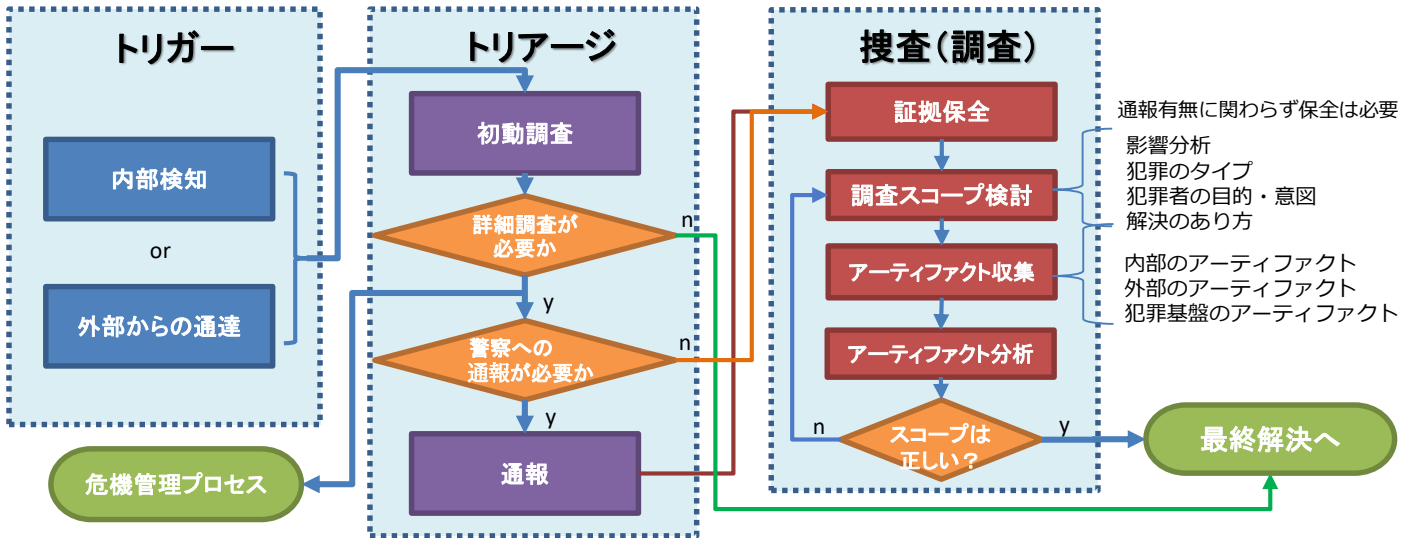 トリガー
内部検知
or
外部からの通達
危機管理プロセス
トリアージ
初動調査
詳細調査が
必要か
n
y
警察への
通報が必要か
n
y
通報
捜査(調査)
証拠保全
調査スコープ検討
アーティファクト収集
アーティファクト分析
スコープは
正しい?
n
y
通報有無に関わらず保全は必要
影響分析
犯罪のタイプ
犯罪者の目的・意図
解決のあり方
内部のアーティファクト
外部のアーティファクト
犯罪基盤のアーティファクト
最終解決へ